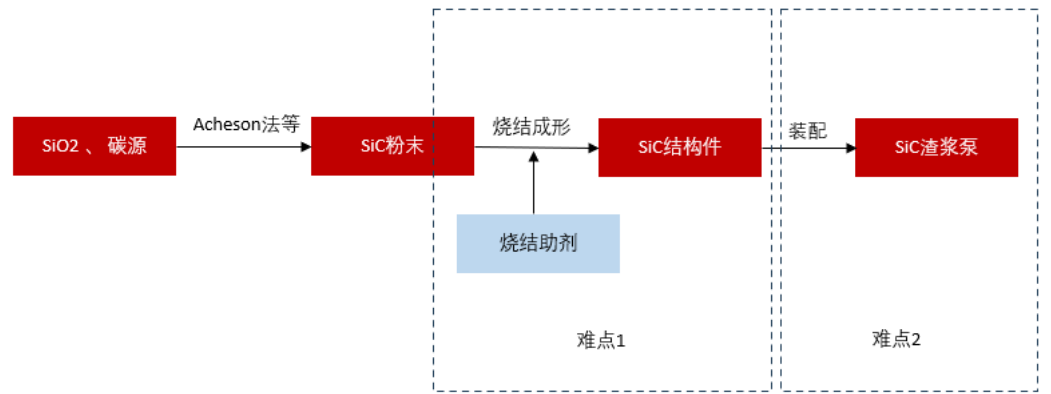 SiO2 、 碳源
Acheson法等
SiC粉末
烧结成形
SiC结构件
装配
SiC渣浆泵
烧结助剂
难点1
难点2